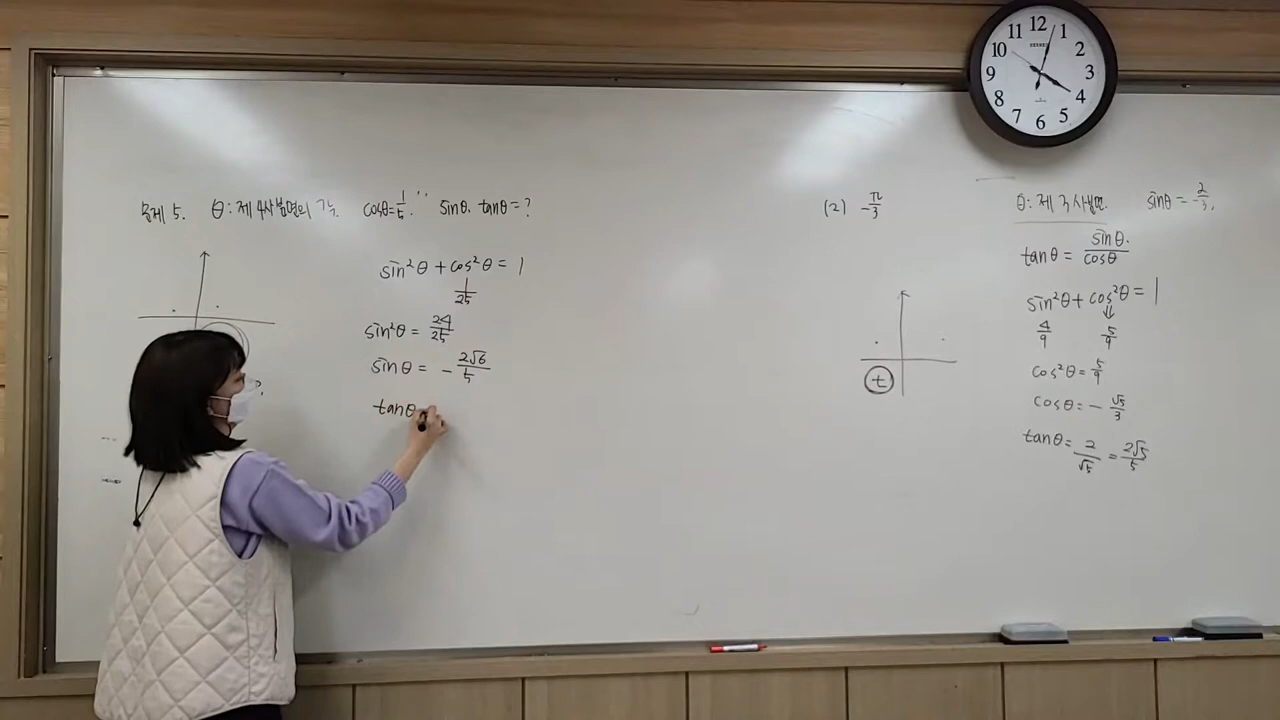 문제 5. θ: 제 4사분면의 각. cosθ = 1/5. sinθ. tanθ = ?
sin²θ + cos²θ = 1
1/25
sin²θ = 24/25
sinθ = - 2√6/5
tanθ
(2) -π/3
t
θ: 제 3사분면. sinθ = -2/3.
tanθ = sinθ/cosθ
sin²θ + cos²θ = 1
4/9 5/9
cos²θ = 5/9
cosθ = - √5/3
tanθ = 2/√5 = 2√5/5
12
1
2
3
4
5
6
7
8
9
10
11